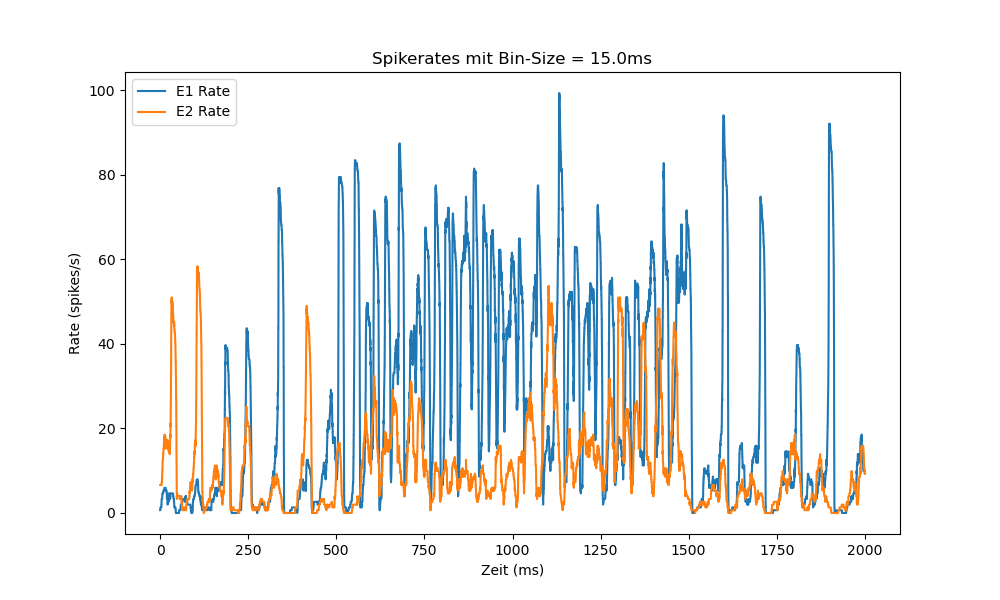 Spikerates mit Bin-Size = 15.0ms
E1 Rate
E2 Rate
Rate (spikes/s)
100
80
60
40
20
0
0 250 500 750 1000 1250 1500 1750 2000
Zeit (ms)